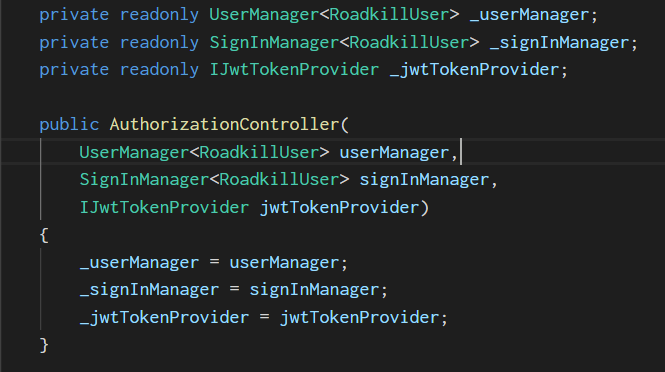 private readonly UserManager<RoadkillUser> _userManager;
private readonly SignInManager<RoadkillUser> _signInManager;
private readonly IJwtTokenProvider _jwtTokenProvider;

public AuthorizationController(
    UserManager<RoadkillUser> userManager,
    SignInManager<RoadkillUser> signInManager,
    IJwtTokenProvider jwtTokenProvider)
{
    _userManager = userManager;
    _signInManager = signInManager;
    _jwtTokenProvider = jwtTokenProvider;
}